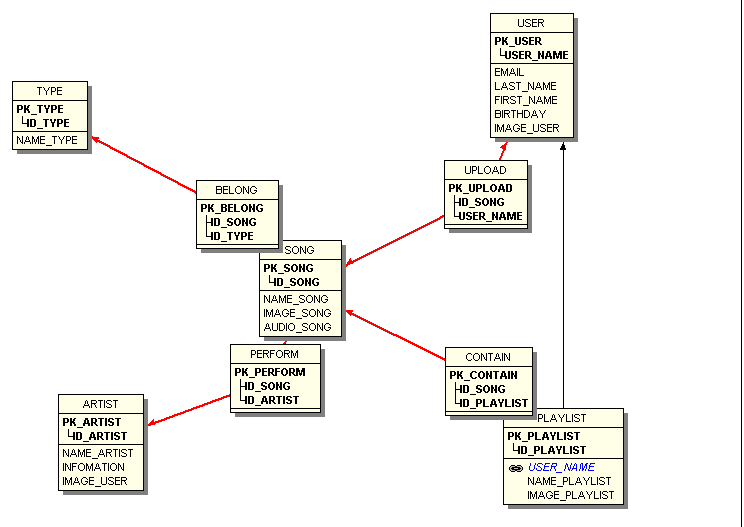 USER
PK_USER
USER_NAME
EMAIL
LAST_NAME
FIRST_NAME
BIRTHDAY
IMAGE_USER
TYPE
PK_TYPE
ID_TYPE
NAME_TYPE
UPLOAD
PK_UPLOAD
ID_SONG
USER_NAME
BELONG
PK_BELONG
ID_SONG
ID_TYPE
SONG
PK_SONG
ID_SONG
NAME_SONG
IMAGE_SONG
AUDIO_SONG
PERFORM
PK_PERFORM
ID_SONG
ID_ARTIST
CONTAIN
PK_CONTAIN
ID_SONG
ID_PLAYLIST
ARTIST
PK_ARTIST
ID_ARTIST
NAME_ARTIST
INFOMATION
IMAGE_USER
PLAYLIST
PK_PLAYLIST
ID_PLAYLIST
USER_NAME
NAME_PLAYLIST
IMAGE_PLAYLIST